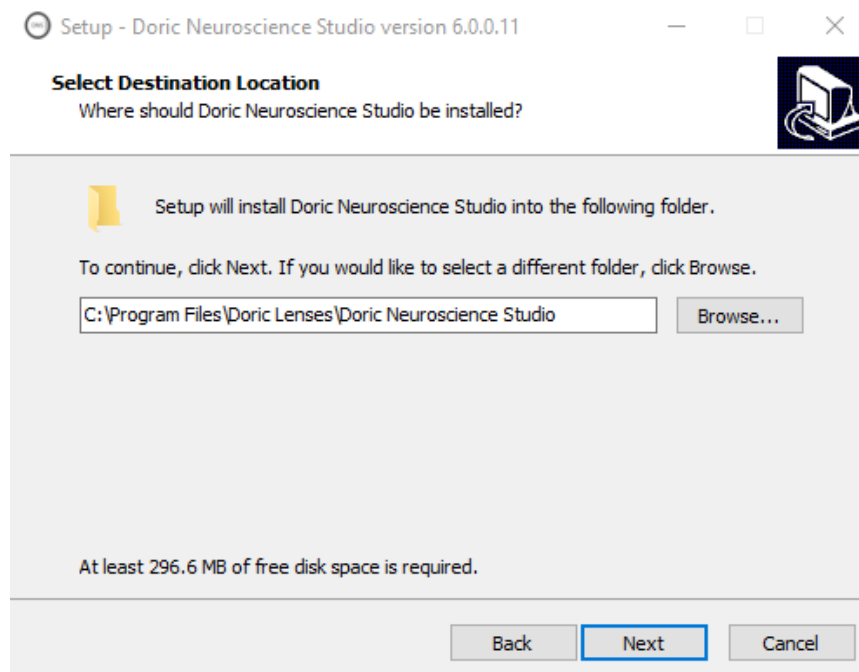 Setup - Doric Neuroscience Studio version 6.0.0.11
Select Destination Location
Where should Doric Neuroscience Studio be installed?
Setup will install Doric Neuroscience Studio into the following folder.
To continue, click Next. If you would like to select a different folder, click Browse.
C:\Program Files\Doric Lenses\Doric Neuroscience Studio
Browse...
At least 296.6 MB of free disk space is required.
Back
Next
Cancel